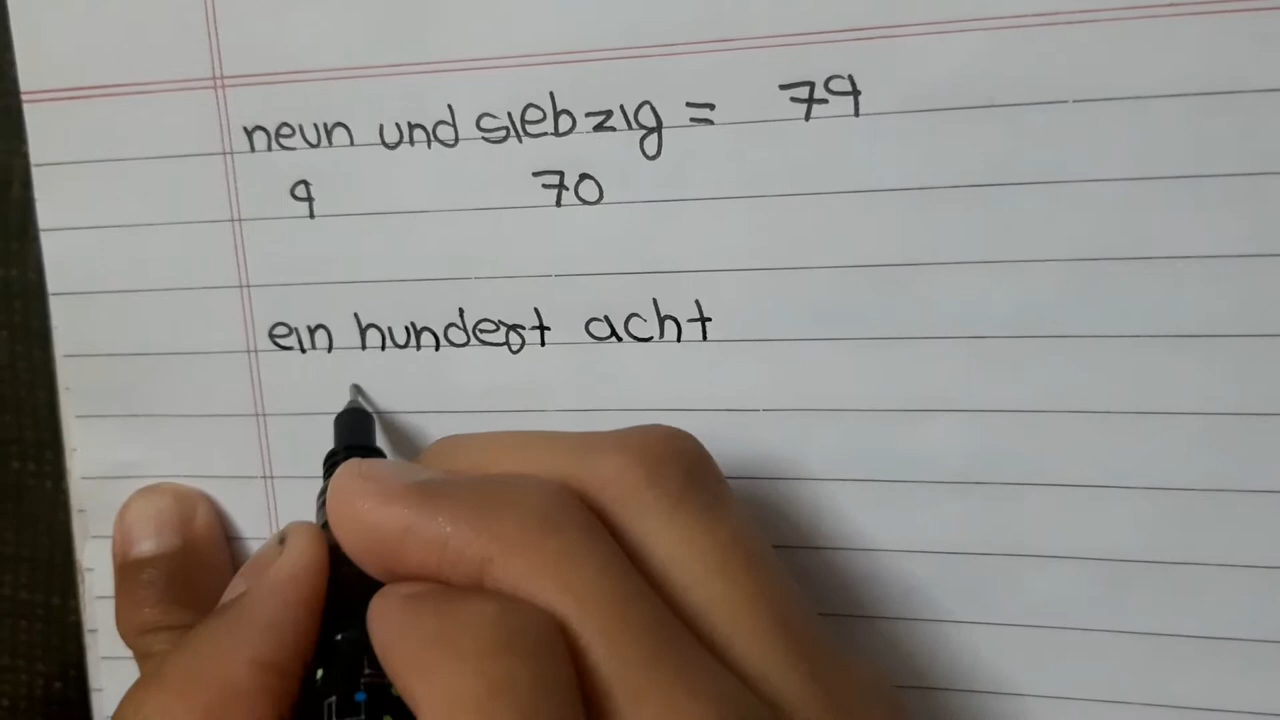 neun und siebzig = 79
9 70
ein hundert acht